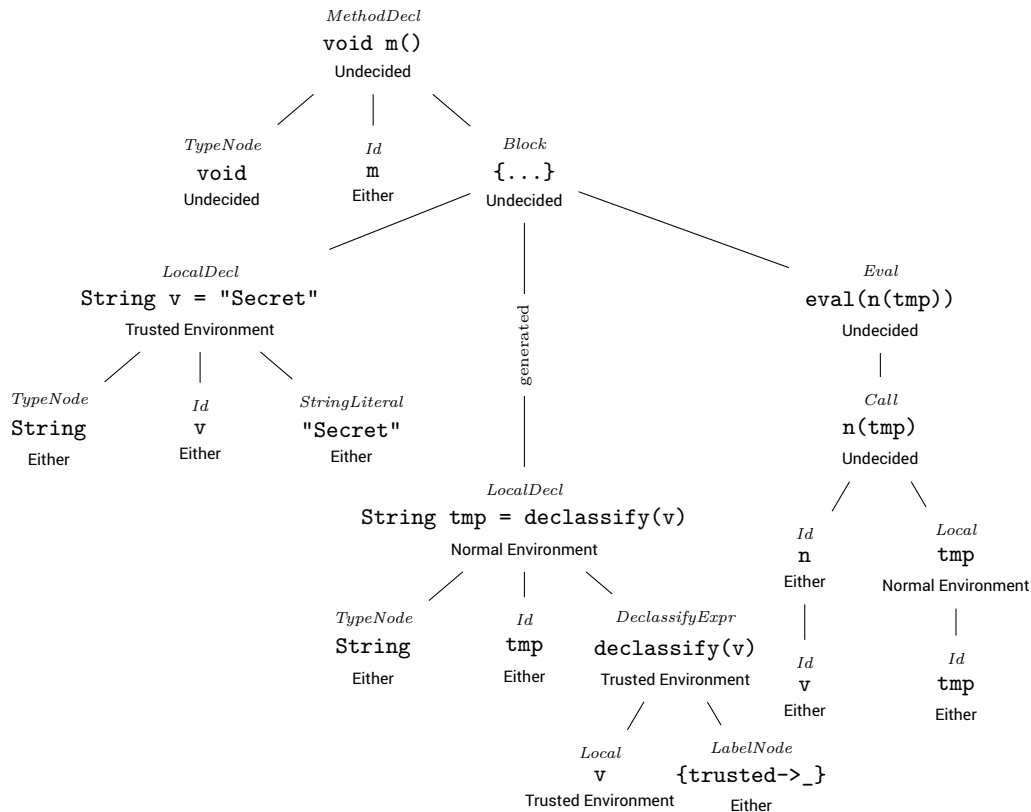 MethodDecl
void m()
Undecided
TypeNode
void
Undecided
Id
m
Either
Block
{...}
Undecided
LocalDecl
String v = "Secret"
Trusted Environment
TypeNode
String
Either
Id
v
Either
StringLiteral
"Secret"
Either
generated
LocalDecl
String tmp = declassify(v)
Normal Environment
TypeNode
String
Either
Id
tmp
Either
DeclassifyExpr
declassify(v)
Trusted Environment
Local
v
Trusted Environment
LabelNode
{trusted->_}
Either
Eval
eval(n(tmp))
Undecided
Call
n(tmp)
Undecided
Id
n
Either
Id
v
Either
Local
tmp
Normal Environment
Id
tmp
Either